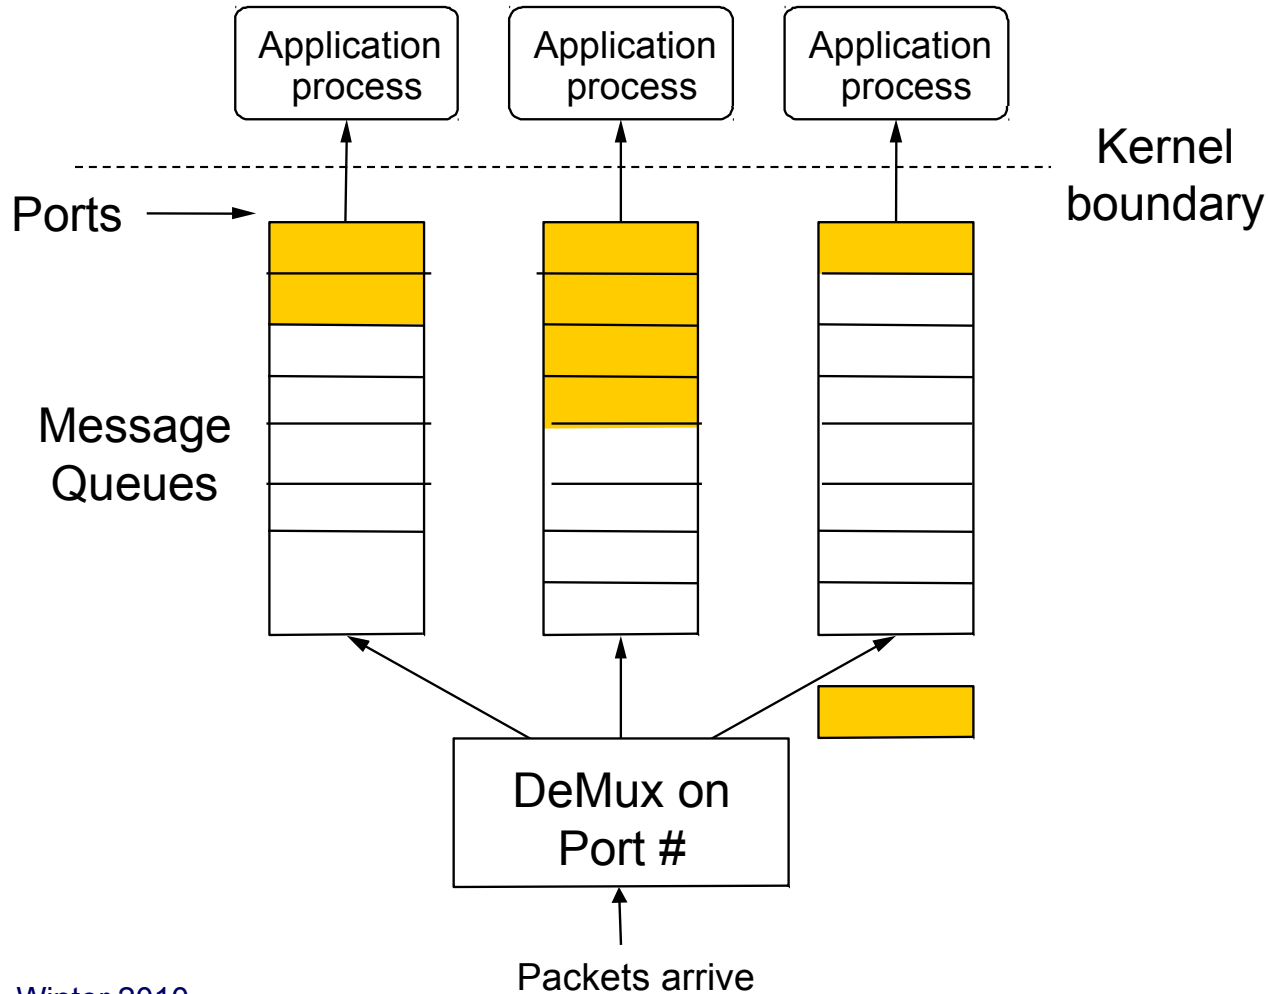 Application
process
Application
process
Application
process
Kernel
boundary
Ports
Message
Queues
DeMux on
Port #
Packets arrive